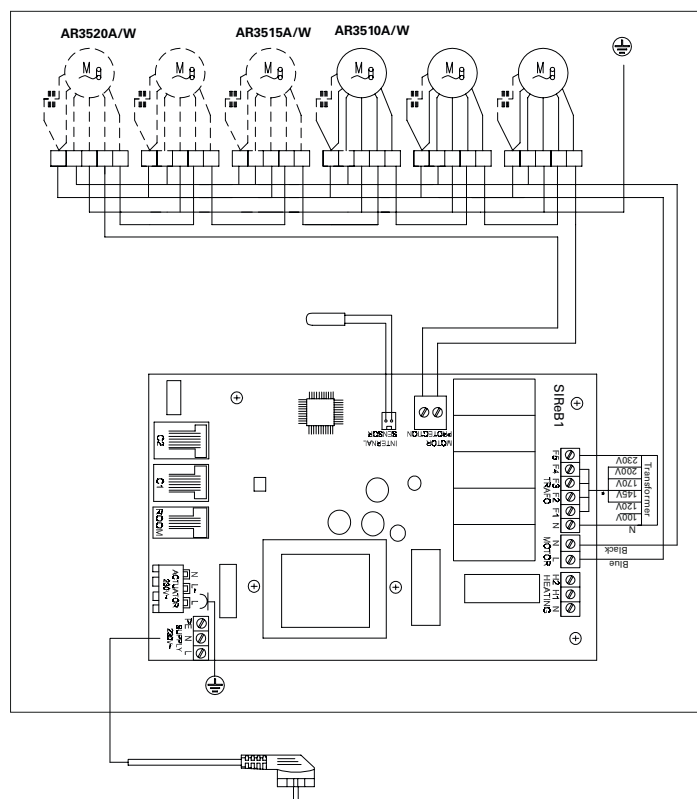 AR3520A/W
AR3515A/W
AR3510A/W
M
M
M
M
M
M
SIReB1
INTERNAL
SENSOR
MOTOR
PROTECTION
C2
C1
ROOM
ACTUATOR
230V~
N
L~
L
PE
N
L
SUPPLY
230V~
F5
F4
F3
F2
F1
N
TRAFO
N
L
MOTOR
H2
H1
N
HEATING
Transformer
230V
200V
170V
145V
120V
100V
N
*
Black
Blue